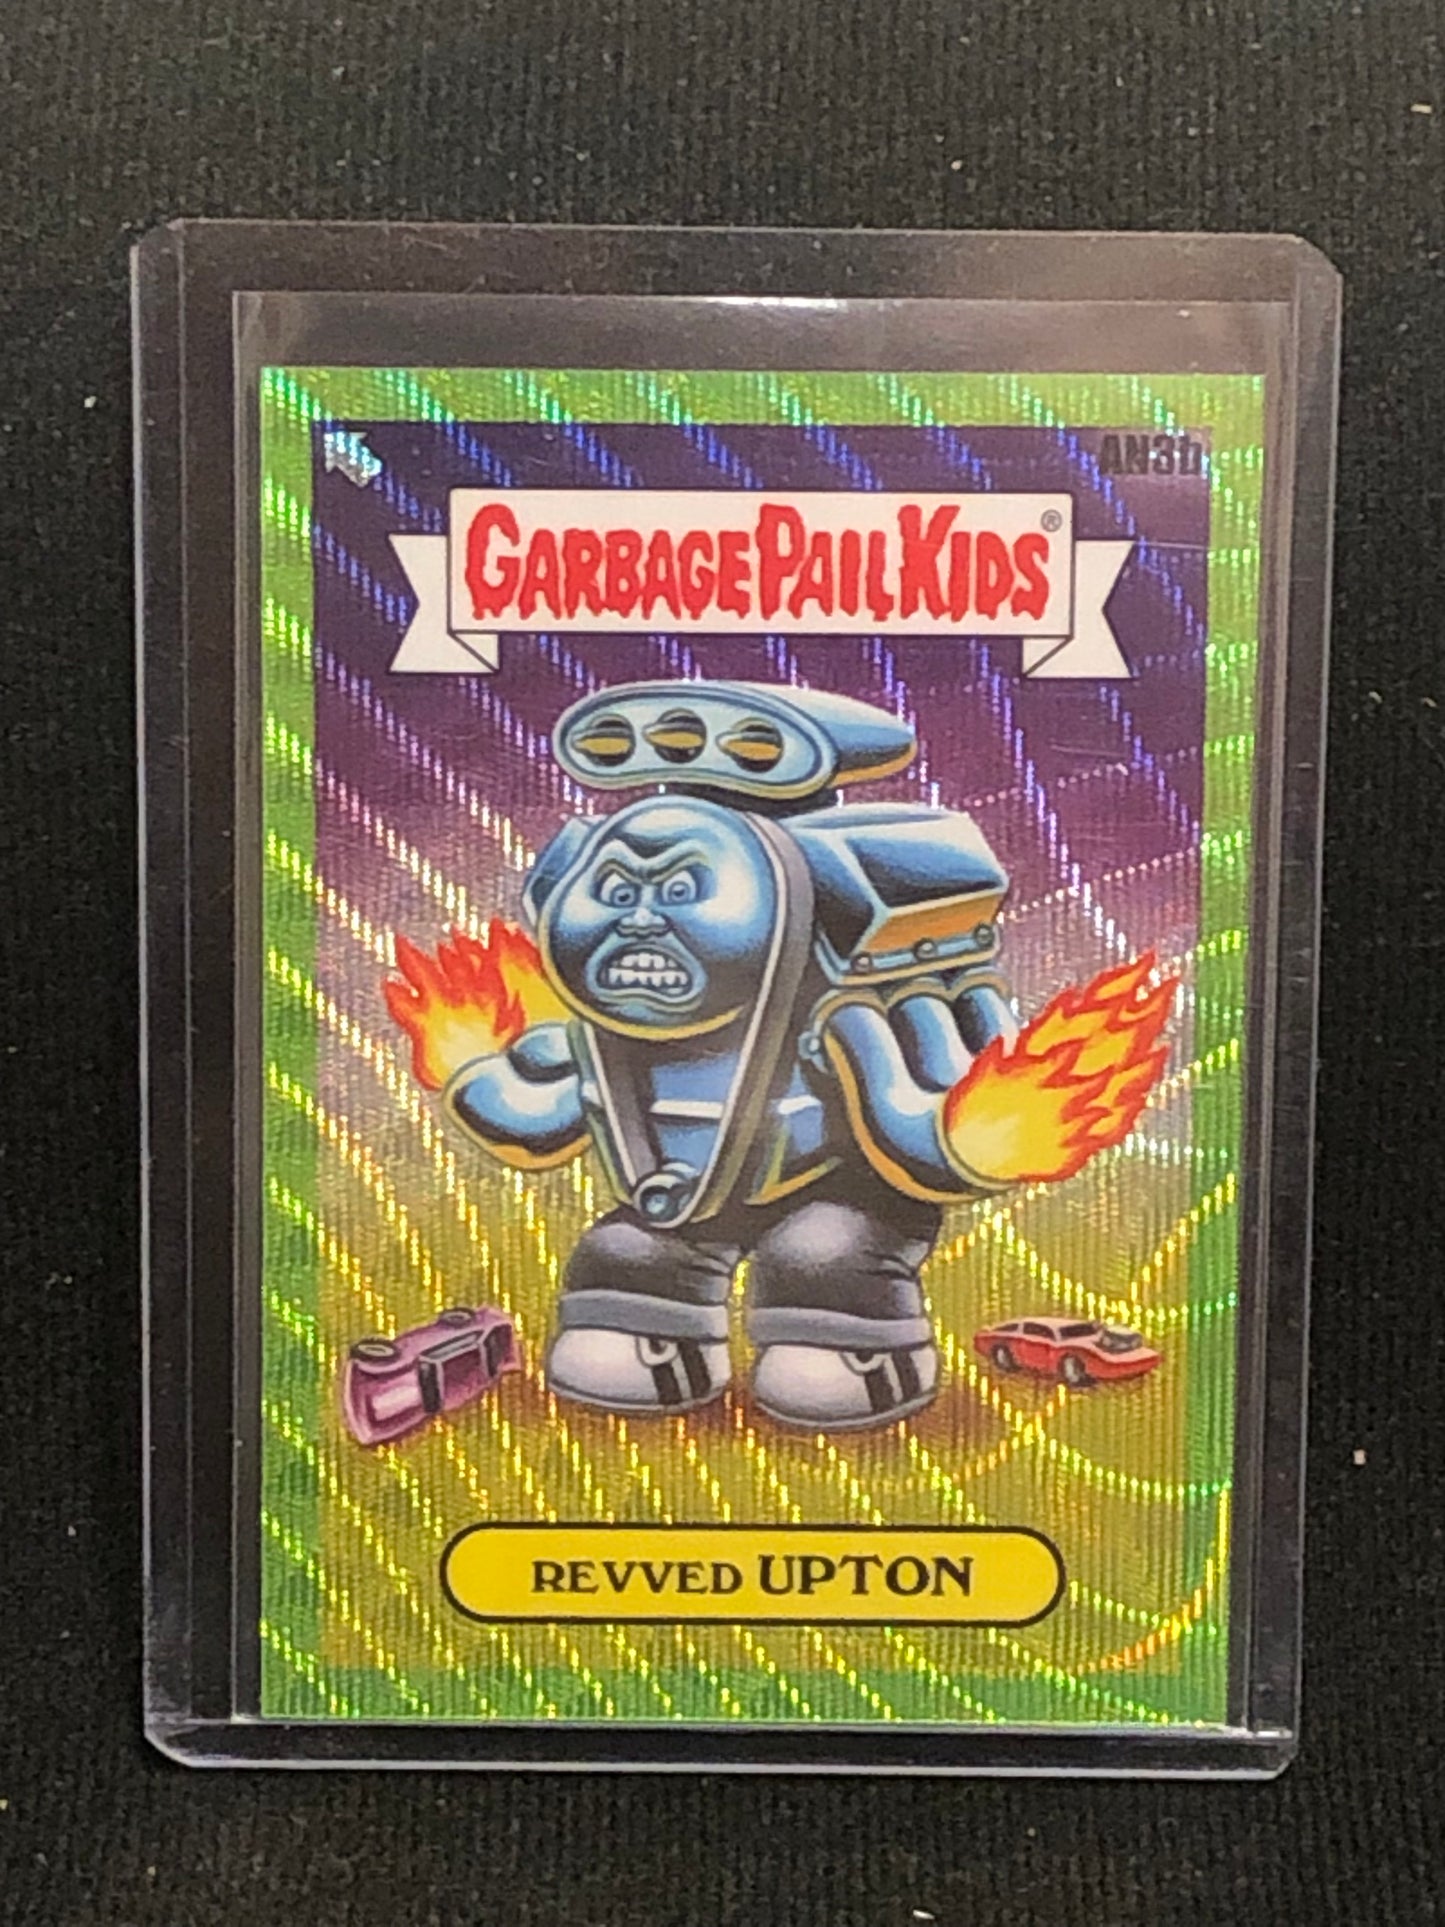 AN3b
GARBAGE PAIL KIDS®
REVVED UPTON